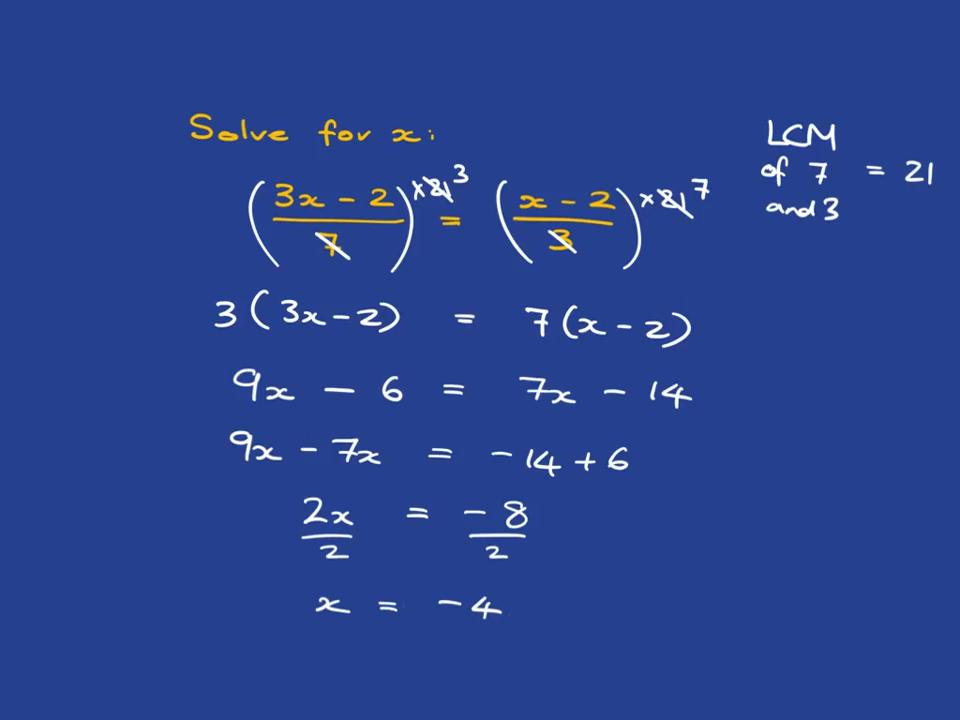 Solve for x:
LCM
of 7 = 21
and 3
(3x - 2 / 7) ×21 3 = (x - 2 / 3) ×21 7
3(3x - 2) = 7(x - 2)
9x - 6 = 7x - 14
9x - 7x = -14 + 6
2x / 2 = -8 / 2
x = -4